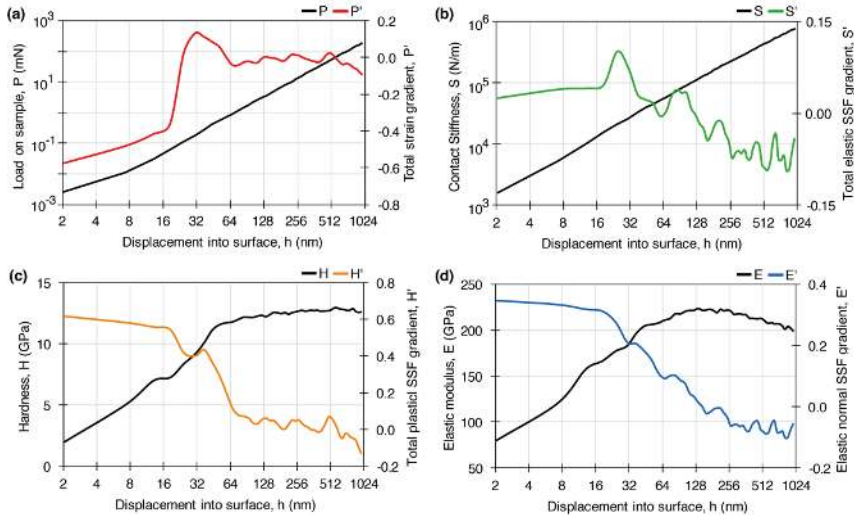 (a)
P P'
Load on sample, P (mN)
10³
10¹
10⁻¹
10⁻³
Total strain gradient, P'
0.2
0.0
-0.2
-0.4
-0.6
-0.8
2 4 8 16 32 64 128 256 512 1024
Displacement into surface, h (nm)
(b)
S S'
Contact Stiffness, S (N/m)
10⁶
10⁵
10⁴
10³
Total elastic SSF gradient, S'
0.15
0.00
-0.15
2 4 8 16 32 64 128 256 512 1024
Displacement into surface, h (nm)
(c)
H H'
Hardness, H (GPa)
15
10
5
0
Total plasticl SSF gradient, H'
0.8
0.6
0.4
0.2
0.0
-0.2
2 4 8 16 32 64 128 256 512 1024
Displacement into surface, h (nm)
(d)
E E'
Elastic modulus, E (GPa)
250
200
150
100
50
Elastic normal SSF gradient, E'
0.4
0.2
0.0
-0.2
2 4 8 16 32 64 128 256 512 1024
Displacement into surface, h (nm)